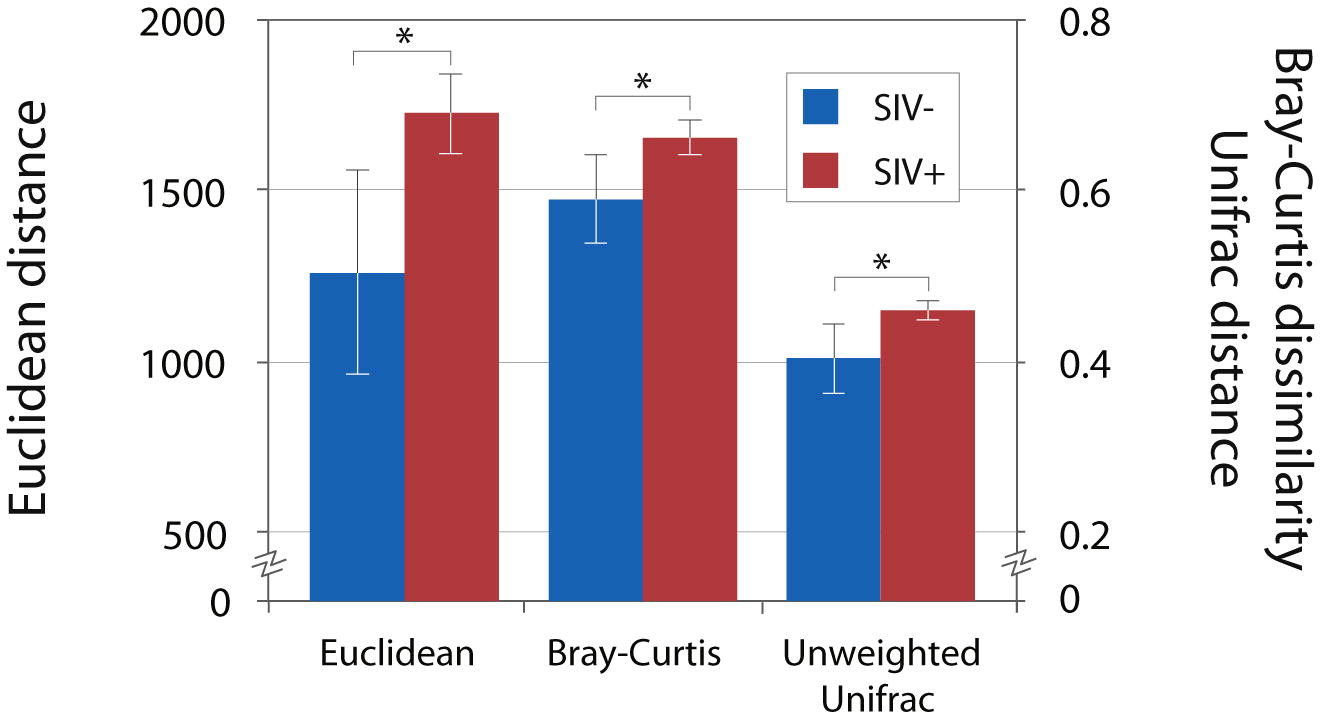 2000
1500
1000
500
0
Euclidean distance
*
*
*
SIV-
SIV+
0.8
0.6
0.4
0.2
0
Bray-Curtis dissimilarity
Unifrac distance
Euclidean
Bray-Curtis
Unweighted
Unifrac